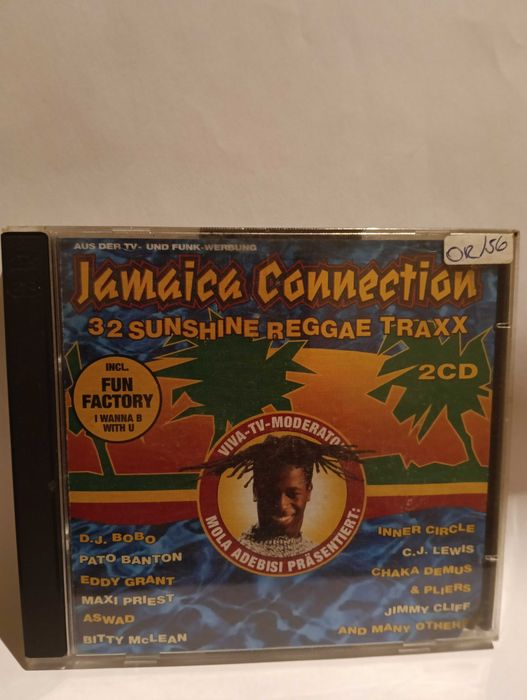 AUS DER TV- UND FUNK-WERBUNG
OR/56
Jamaica Connection
32 SUNSHINE REGGAE TRAXX
2CD
INCL.
FUN
FACTORY
I WANNA B
WITH U
VIVA-TV-MODERATOR
MOLA ADEBISI PRÄSENTIERT:
D.J. BOBO
PATO BANTON
EDDY GRANT
MAXI PRIEST
ASWAD
BITTY McLEAN
INNER CIRCLE
C.J. LEWIS
CHAKA DEMUS
& PLIERS
JIMMY CLIFF
AND MANY OTHERS